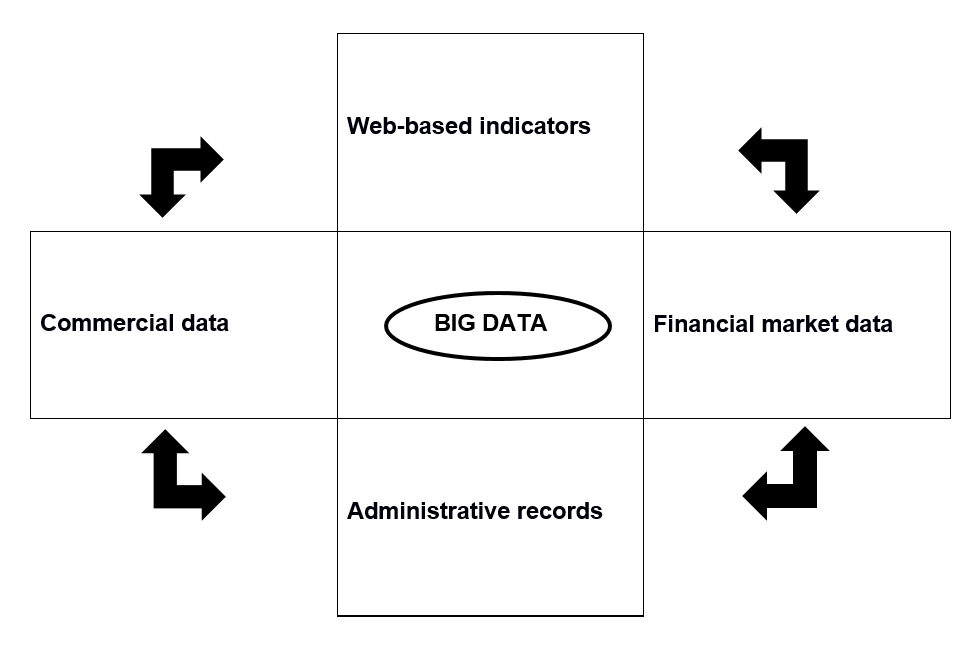 Web-based indicators
Commercial data
BIG DATA
Financial market data
Administrative records